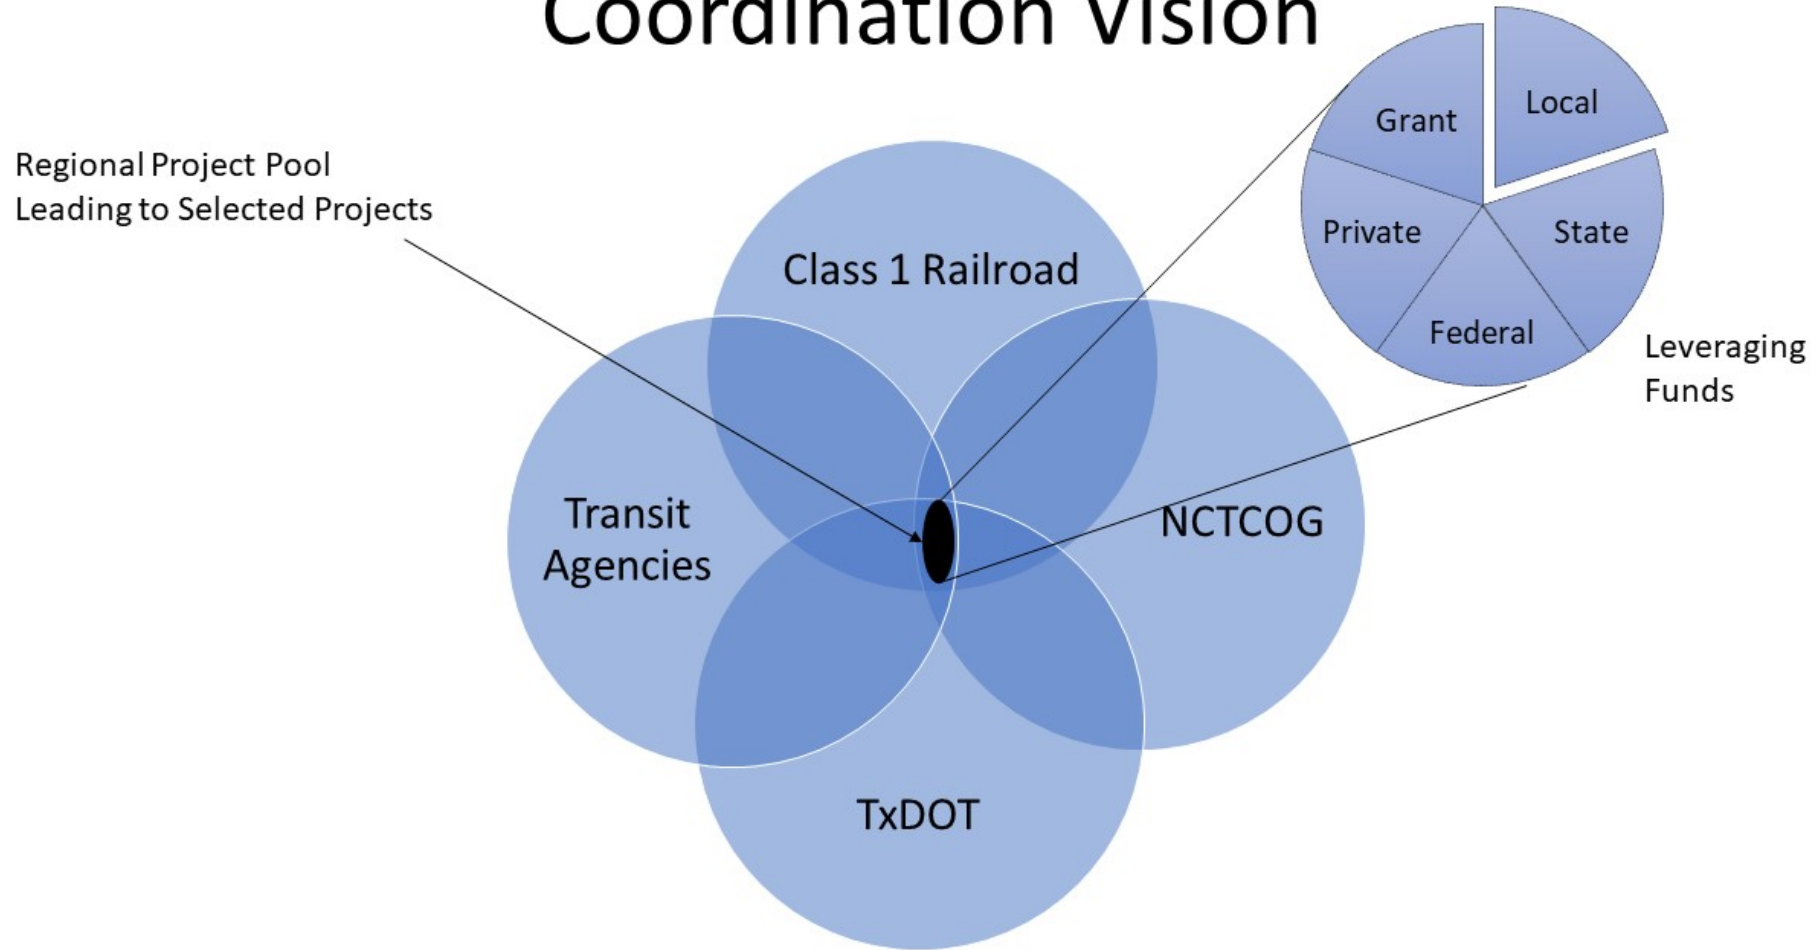 Coordination Vision
Regional Project Pool
Leading to Selected Projects
Grant
Local
Private
State
Federal
Leveraging
Funds
Class 1 Railroad
Transit
Agencies
NCTCOG
TxDOT